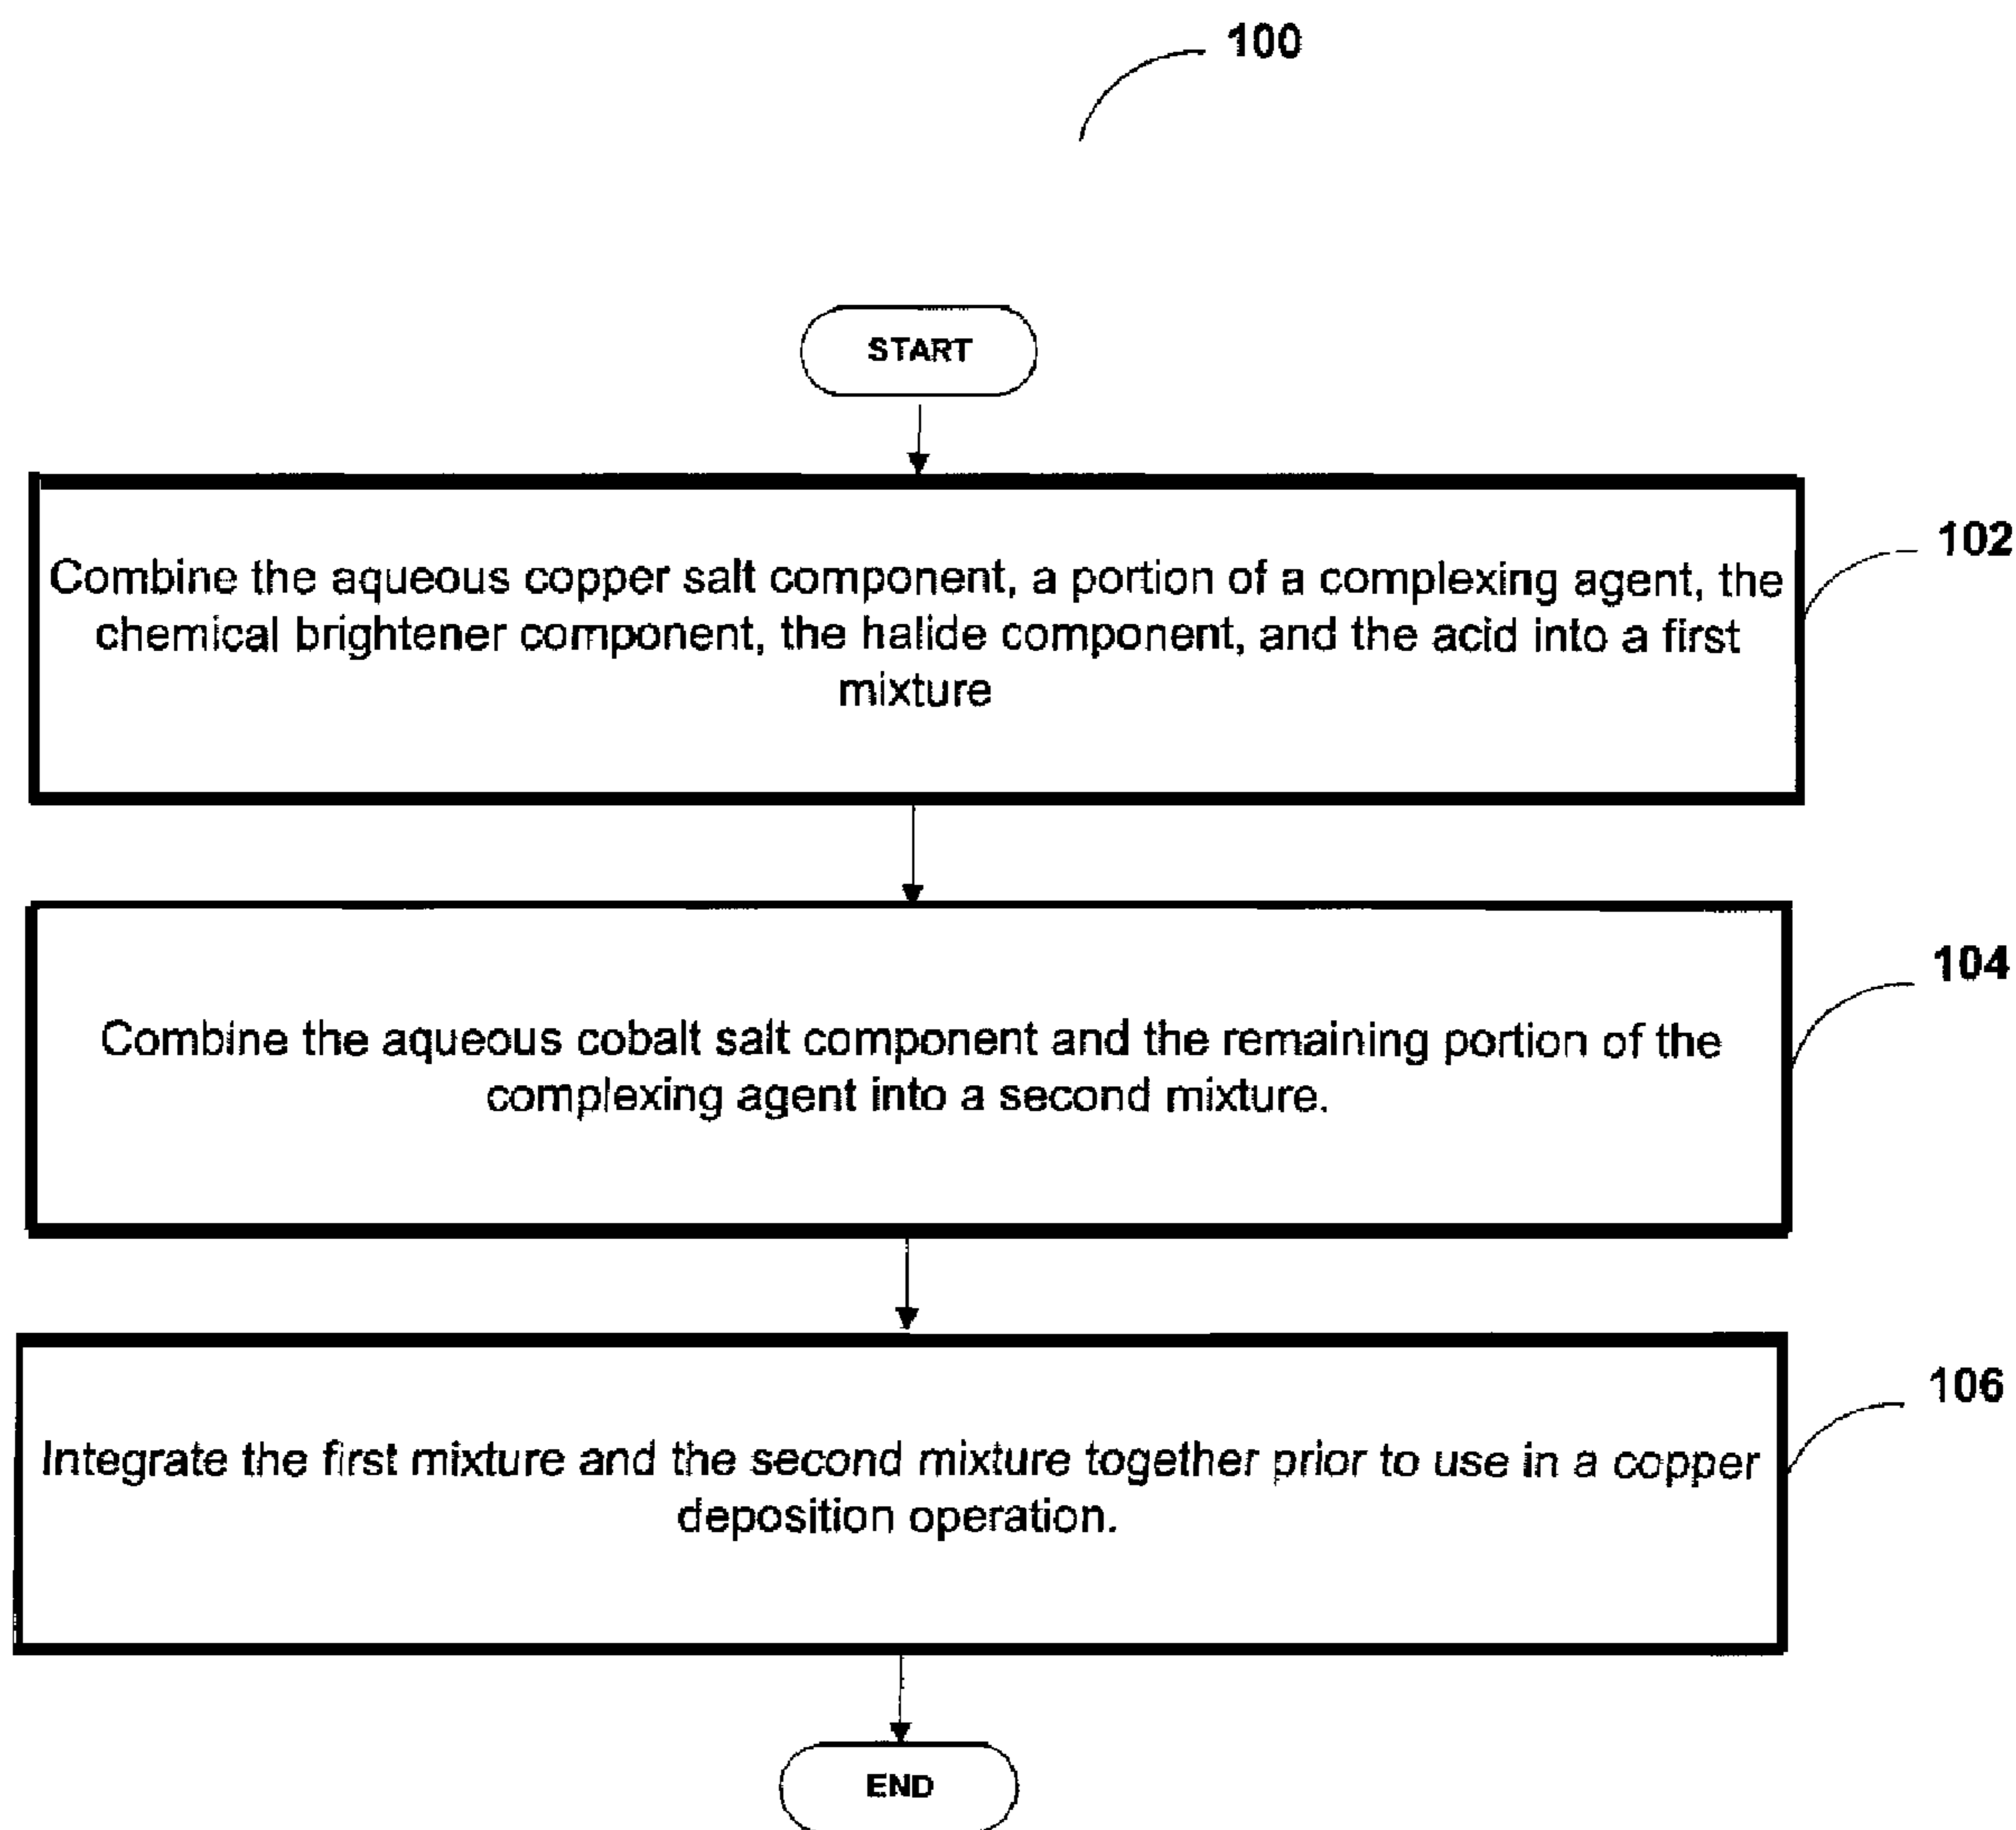 100
START
Combine the aqueous copper salt component, a portion of a complexing agent, the
chemical brightener component, the halide component, and the acid into a first
mixture
102
Combine the aqueous cobalt salt component and the remaining portion of the
complexing agent into a second mixture.
104
Integrate the first mixture and the second mixture together prior to use in a copper
deposition operation.
106
END